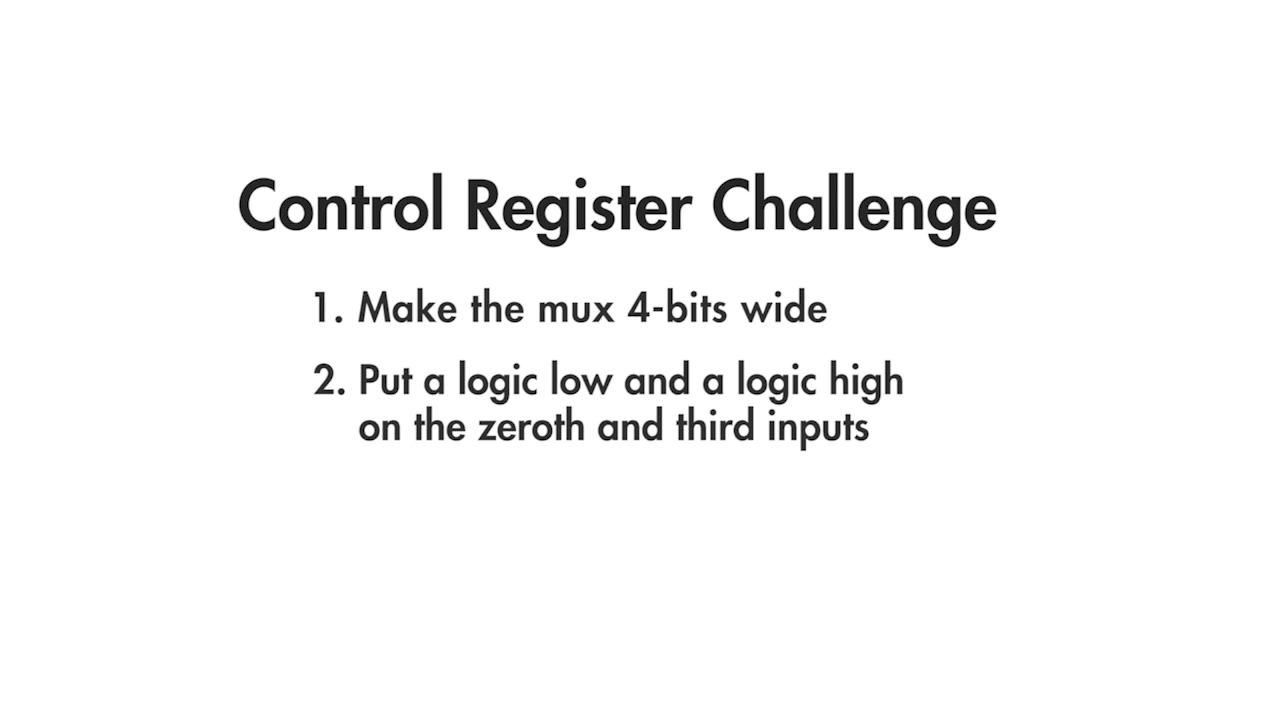 Control Register Challenge
1. Make the mux 4-bits wide
2. Put a logic low and a logic high
on the zeroth and third inputs